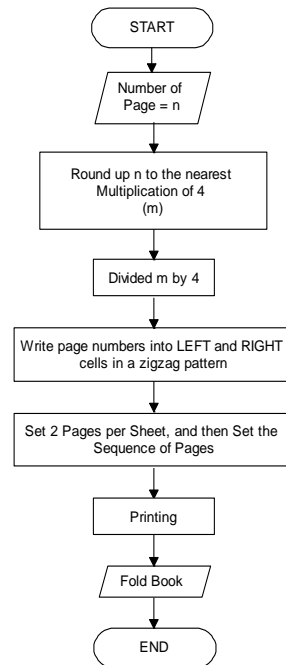 START
Number of
Page = n
Round up n to the nearest
Multiplication of 4
(m)
Divided m by 4
Write page numbers into LEFT and RIGHT
cells in a zigzag pattern
Set 2 Pages per Sheet, and then Set the
Sequence of Pages
Printing
Fold Book
END